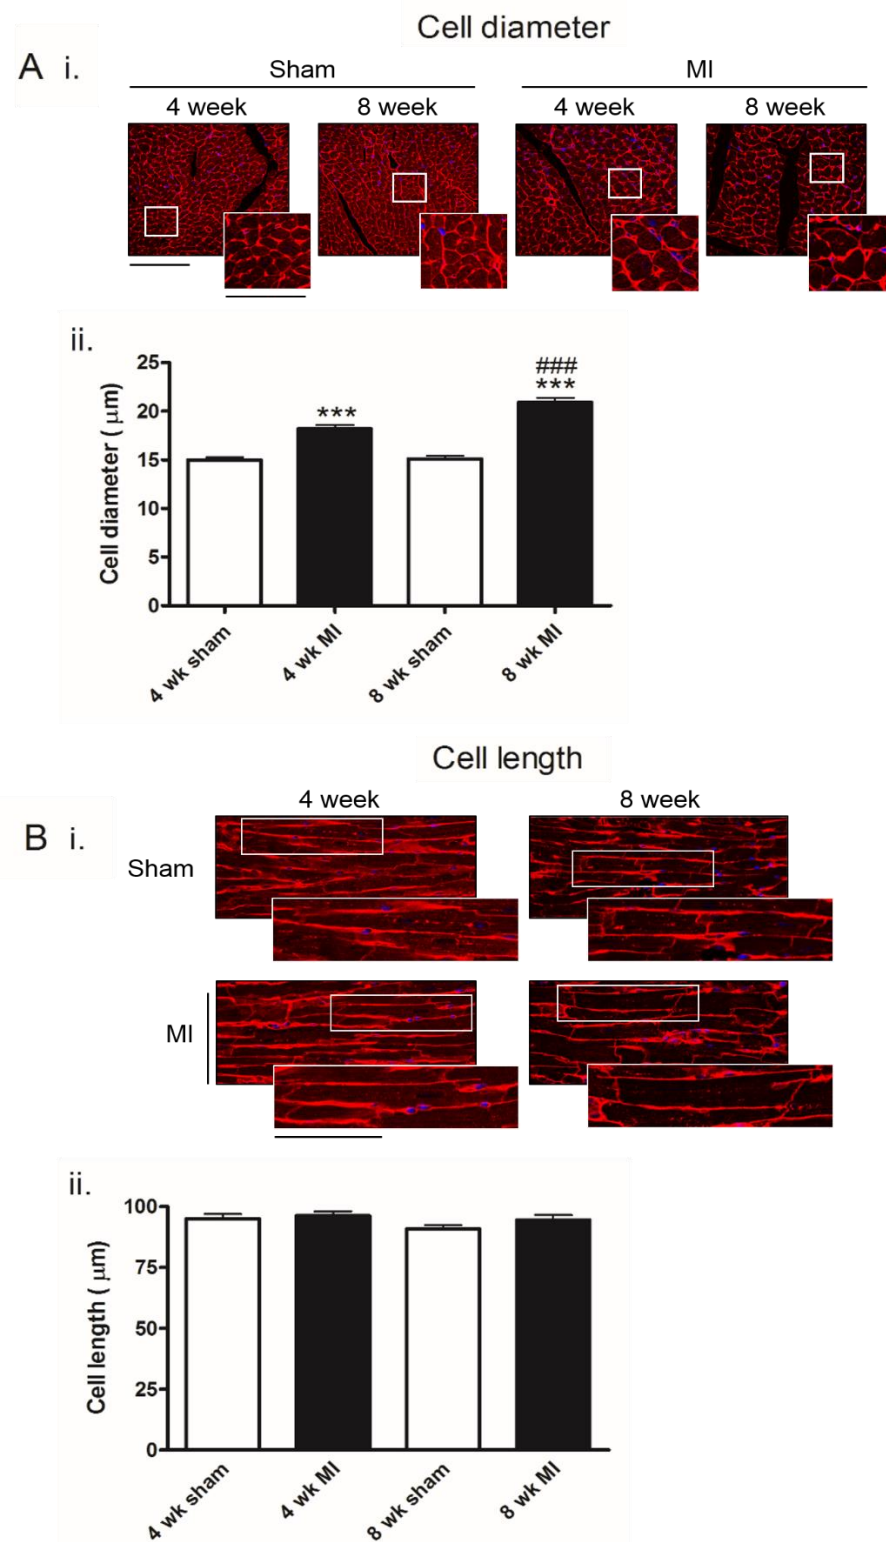 Cell diameter
A i.
Sham MI
4 week 8 week 4 week 8 week
ii.
Cell diameter ( μm)
25
20
15
10
5
0
***
###
***
4 wk sham
4 wk MI
8 wk sham
8 wk MI
Cell length
4 week 8 week
B i.
Sham
MI
ii.
Cell length ( μm)
100
75
50
25
0
4 wk sham
4 wk MI
8 wk sham
8 wk MI